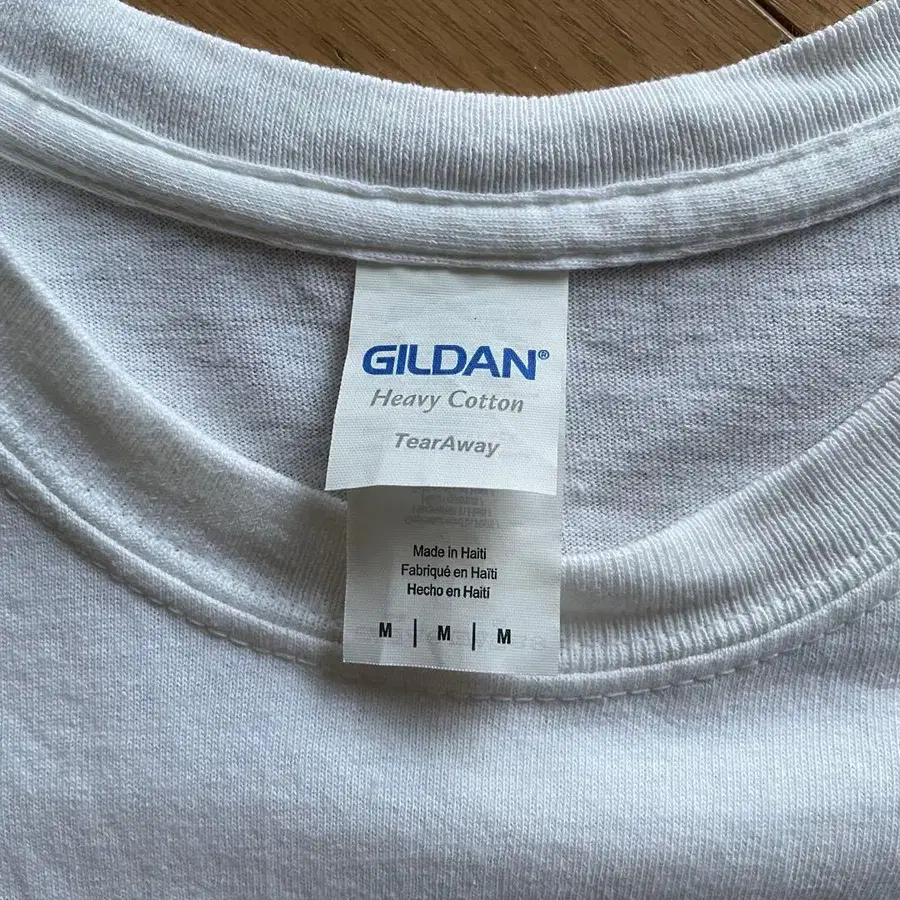 GILDAN®
Heavy Cotton
TearAway
Made in Haiti
Fabriqué en Haïti
Hecho en Haití
M | M | M